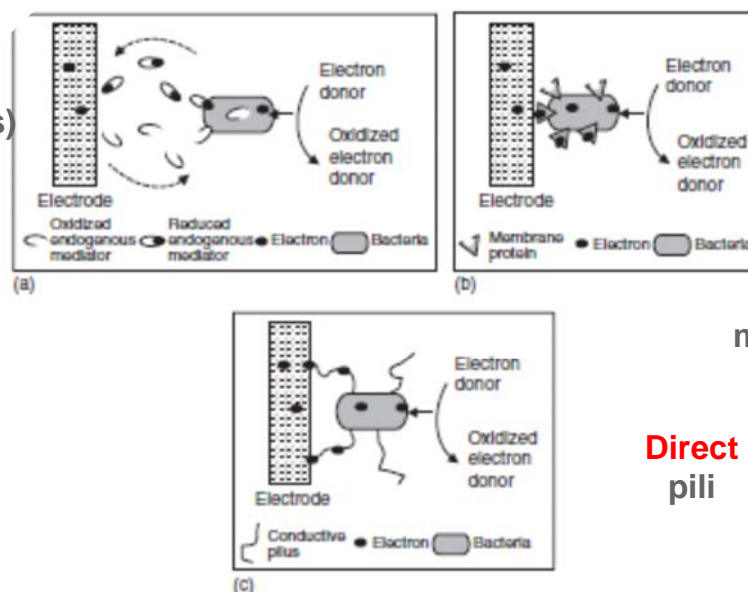 s)
Electron
donor
Oxidized
electron
donor
Electrode
Oxidized
endogenous
mediator
Reduced
endogenous
mediator
Electron
Bacteria
(a)
Electron
donor
Oxidized
electron
donor
Electrode
Membrane
protein
Electron
Bacteria
(b)
m
Electron
donor
Oxidized
electron
donor
Electrode
Conductive
pilus
Electron
Bacteria
(c)
Direct
pili